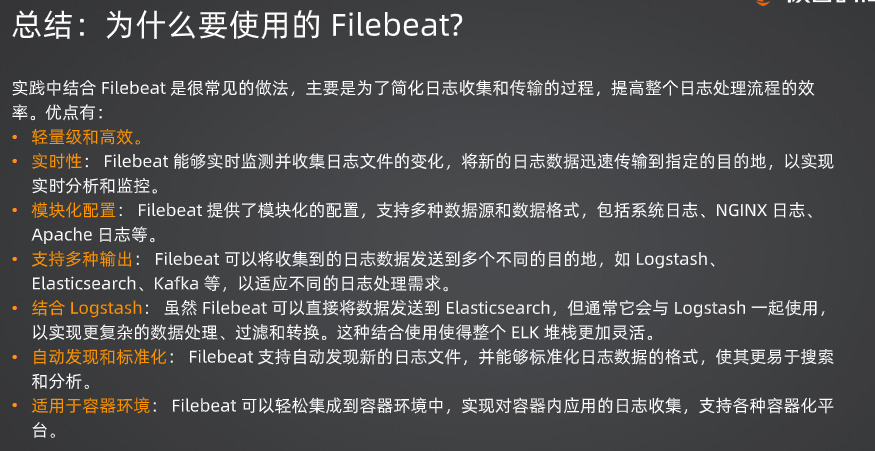 总结：为什么要使用的 Filebeat?
实践中结合 Filebeat 是很常见的做法，主要是为了简化日志收集和传输的过程，提高整个日志处理流程的效
率。优点有：
• 轻量级和高效。
• 实时性： Filebeat 能够实时监测并收集日志文件的变化，将新的日志数据迅速传输到指定的目的地，以实现
实时分析和监控。
• 模块化配置： Filebeat 提供了模块化的配置，支持多种数据源和数据格式，包括系统日志、NGINX 日志、
Apache 日志等。
• 支持多种输出： Filebeat 可以将收集到的日志数据发送到多个不同的目的地，如 Logstash、
Elasticsearch、Kafka 等，以适应不同的日志处理需求。
• 结合 Logstash： 虽然 Filebeat 可以直接将数据发送到 Elasticsearch，但通常它会与 Logstash 一起使用，
以实现更复杂的数据处理、过滤和转换。这种结合使用使得整个 ELK 堆栈更加灵活。
• 自动发现和标准化： Filebeat 支持自动发现新的日志文件，并能够标准化日志数据的格式，使其更易于搜索
和分析。
• 适用于容器环境： Filebeat 可以轻松集成到容器环境中，实现对容器内应用的日志收集，支持各种容器化平
台。